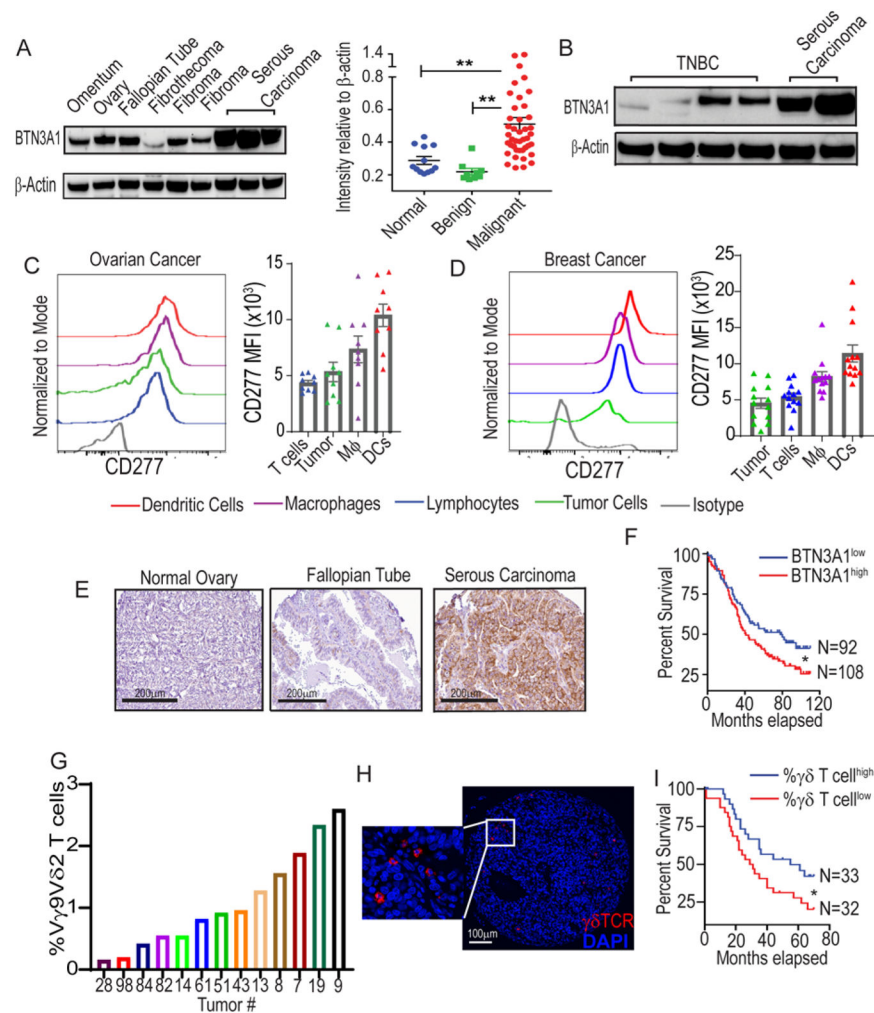 A
Omentum
Ovary
Fallopian Tube
Fibrothecoma
Fibroma
Fibroma
Serous
Carcinoma
BTN3A1
β-Actin
Intensity relative to β-actin
1.4
1.2
0.6
0.4
0.2
**
**
Normal
Benign
Malignant
B
TNBC
Serous
Carcinoma
BTN3A1
β-Actin
C
Ovarian Cancer
Normalized to Mode
CD277
CD277 MFI (x10³)
15
10
5
0
T cells
Tumor
Mϕ
DCs
D
Breast Cancer
Normalized to Mode
CD277
CD277 MFI (x10³)
25
20
15
10
5
0
Tumor
T cells
Mϕ
DCs
Dendritic Cells
Macrophages
Lymphocytes
Tumor Cells
Isotype
E
Normal Ovary
Fallopian Tube
Serous Carcinoma
200µm
200µm
200µm
F
Percent Survival
100
75
50
25
BTN3A1low
BTN3A1high
N=92
*
N=108
0 40 80 120
Months elapsed
G
%Vγ9Vδ2 T cells
3
2
1
0
28 98 84 82 14 61 51 43 13 8 7 19 9
Tumor #
H
100µm
γδTCR
DAPI
I
%γδ T cellhigh
%γδ T celllow
Percent Survival
100
75
50
25
N=33
*
N=32
0 20 40 60 80
Months elapsed